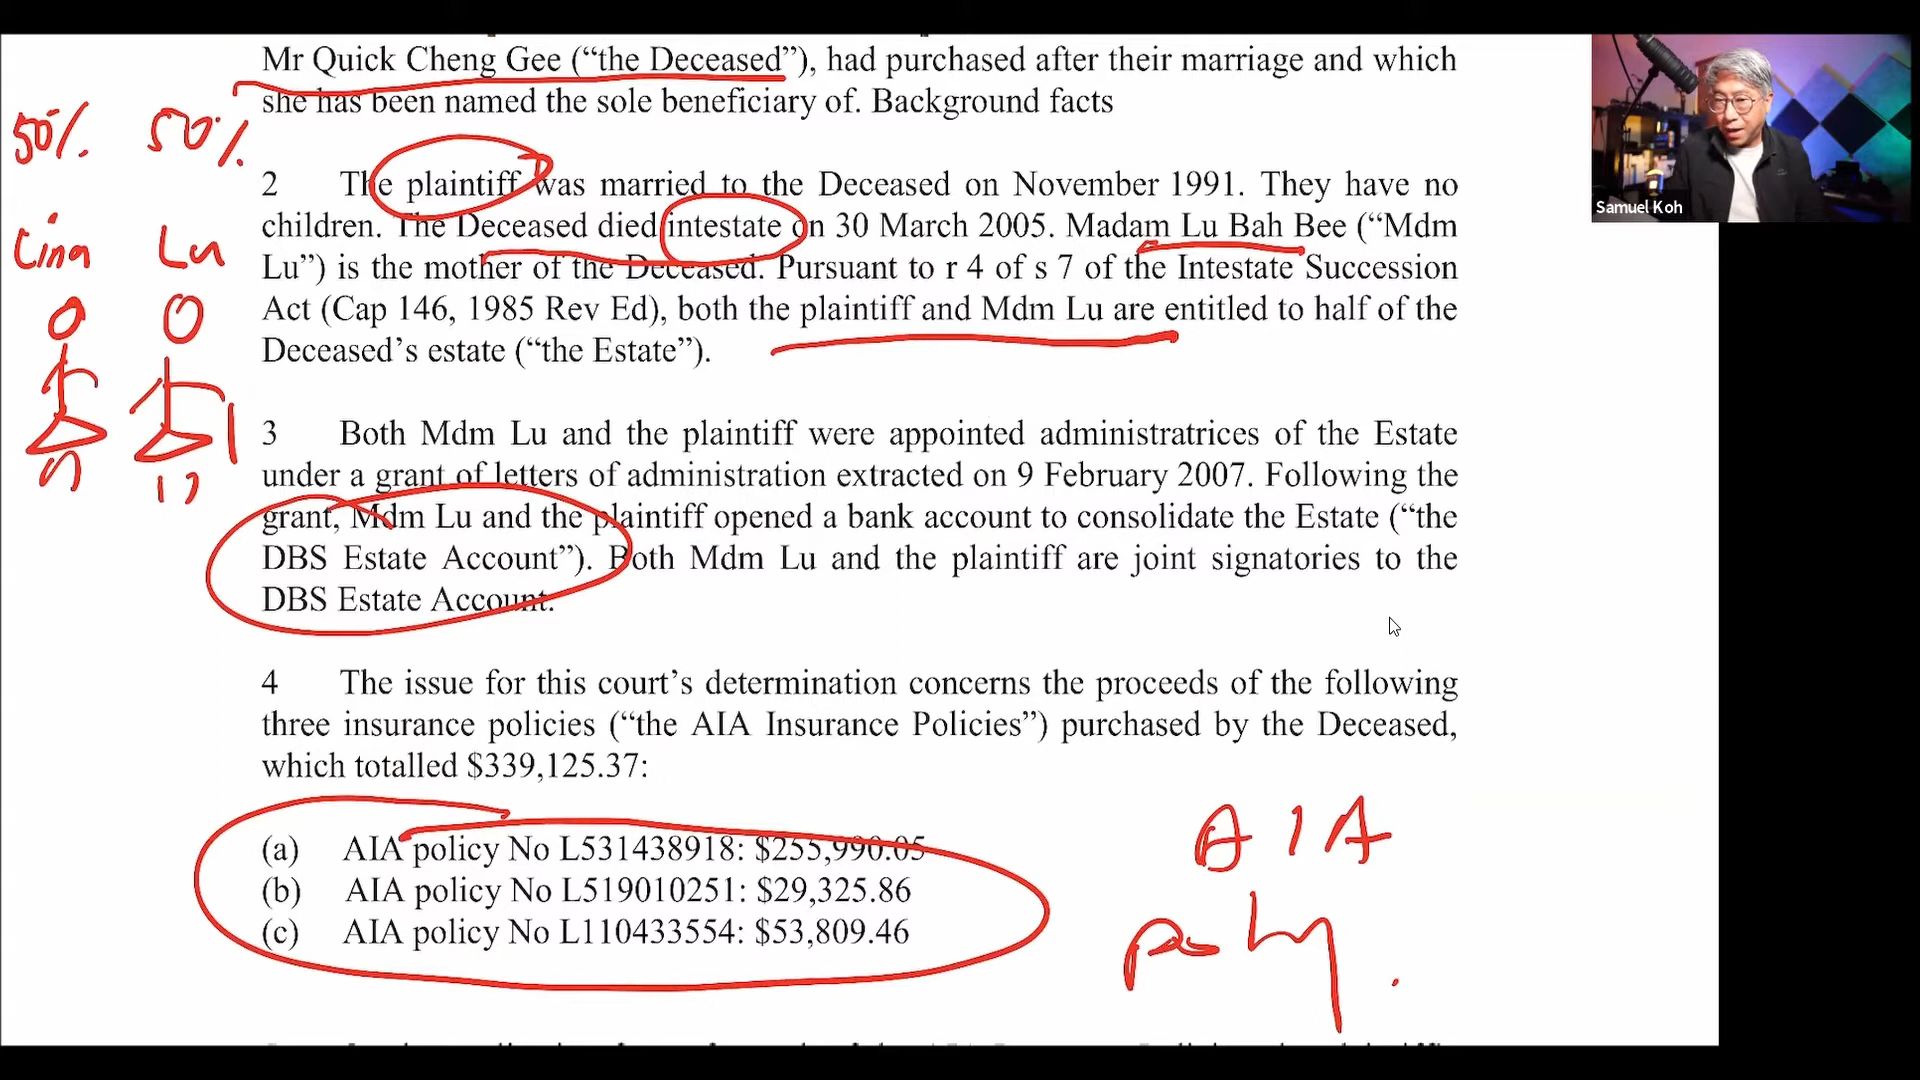 Mr Quick Cheng Gee (“the Deceased”), had purchased after their marriage and which
she has been named the sole beneficiary of. Background facts
50% 50%
2 The plaintiff was married to the Deceased on November 1991. They have no
children. The Deceased died intestate on 30 March 2005. Madam Lu Bah Bee (“Mdm
Lu”) is the mother of the Deceased. Pursuant to r 4 of s 7 of the Intestate Succession
Act (Cap 146, 1985 Rev Ed), both the plaintiff and Mdm Lu are entitled to half of the
Deceased’s estate (“the Estate”).
Lina Lu
3 Both Mdm Lu and the plaintiff were appointed administratrices of the Estate
under a grant of letters of administration extracted on 9 February 2007. Following the
grant, Mdm Lu and the plaintiff opened a bank account to consolidate the Estate (“the
DBS Estate Account”). Both Mdm Lu and the plaintiff are joint signatories to the
DBS Estate Account.
4 The issue for this court’s determination concerns the proceeds of the following
three insurance policies (“the AIA Insurance Policies”) purchased by the Deceased,
which totalled $339,125.37:
(a) AIA policy No L531438918: $255,990.05
(b) AIA policy No L519010251: $29,325.86
(c) AIA policy No L110433554: $53,809.46
AIA
Samuel Koh